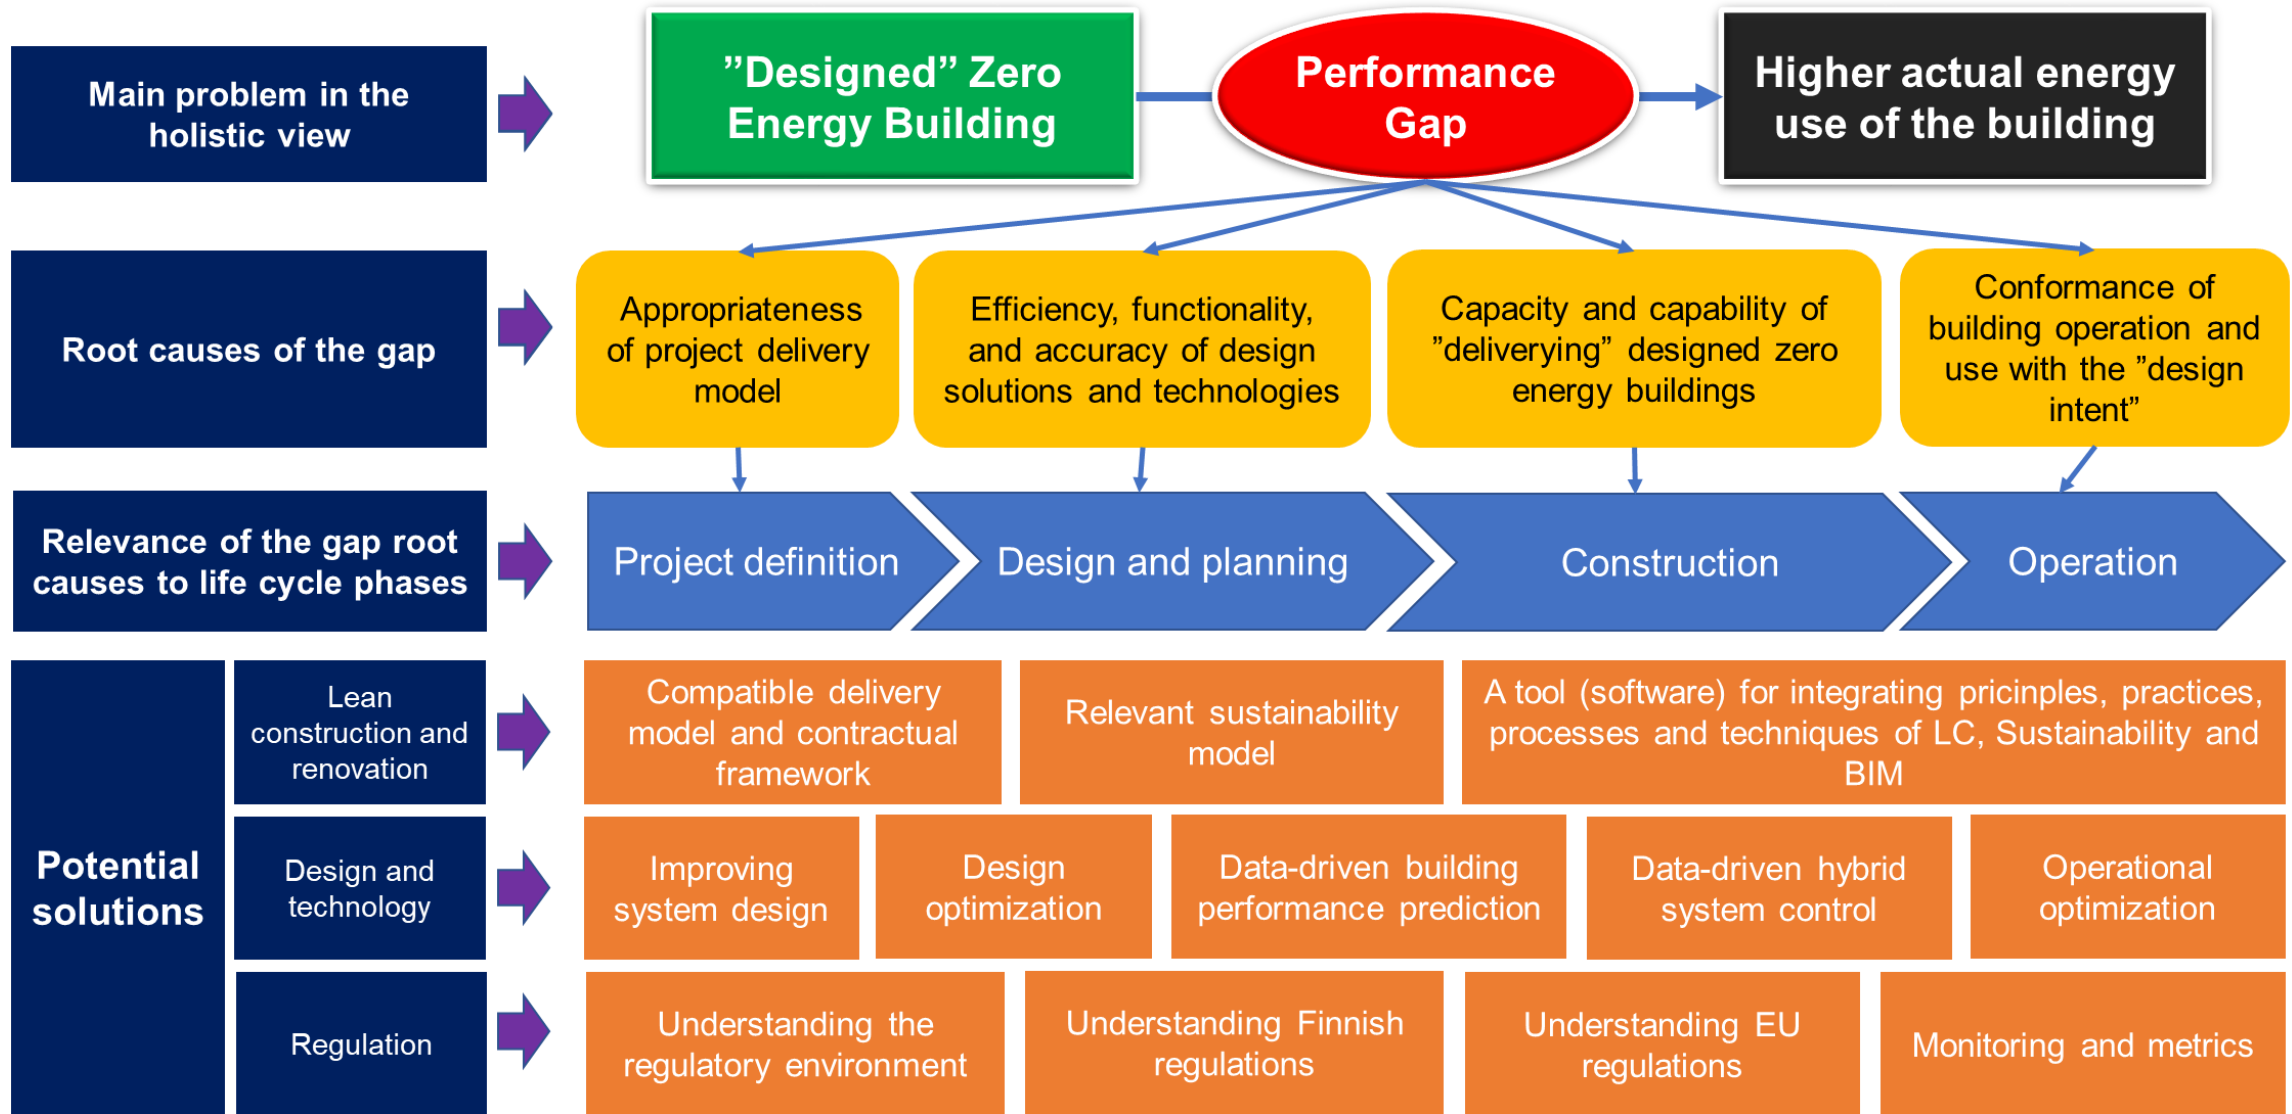 Main problem in the
holistic view
”Designed” Zero
Energy Building
Performance
Gap
Higher actual energy
use of the building
Root causes of the gap
Appropriateness
of project delivery
model
Efficiency, functionality,
and accuracy of design
solutions and technologies
Capacity and capability of
”deliverying” designed zero
energy buildings
Conformance of
building operation and
use with the ”design
intent”
Relevance of the gap root
causes to life cycle phases
Project definition
Design and planning
Construction
Operation
Potential
solutions
Lean
construction and
renovation
Compatible delivery
model and contractual
framework
Relevant sustainability
model
A tool (software) for integrating pricinples, practices,
processes and techniques of LC, Sustainability and
BIM
Design and
technology
Improving
system design
Design
optimization
Data-driven building
performance prediction
Data-driven hybrid
system control
Operational
optimization
Regulation
Understanding the
regulatory environment
Understanding Finnish
regulations
Understanding EU
regulations
Monitoring and metrics